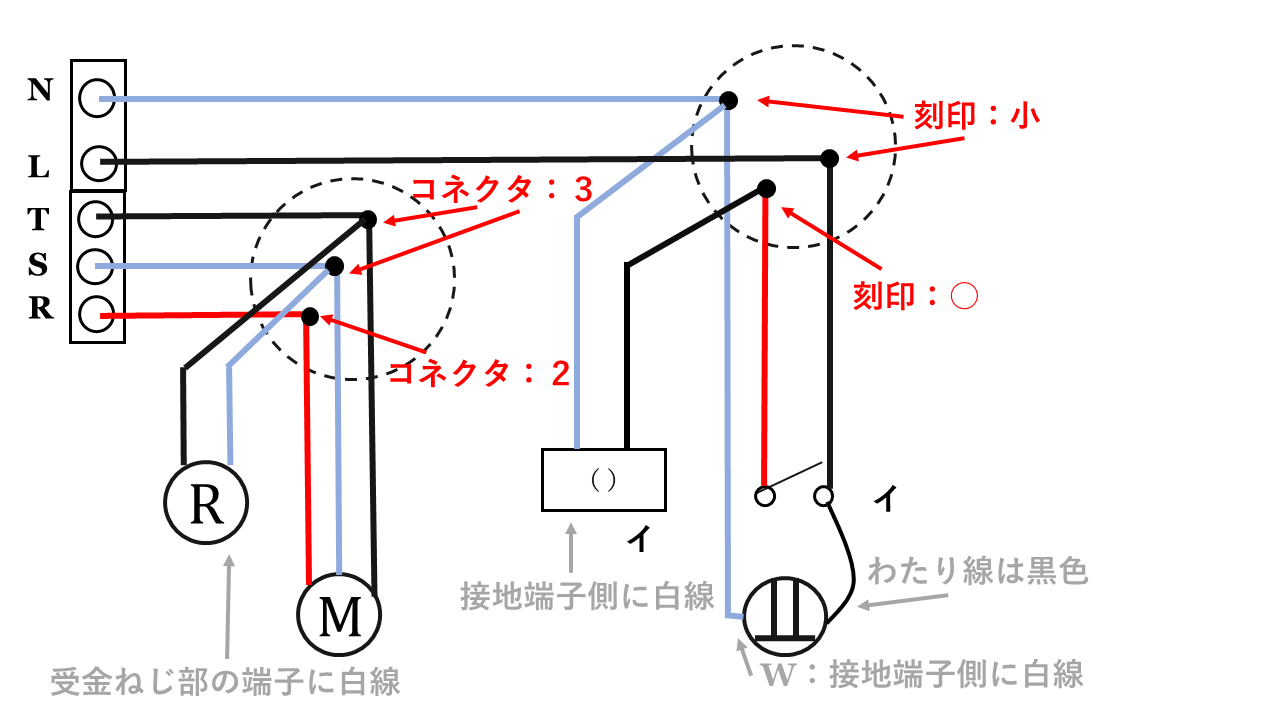 N
刻印：小
L
コネクタ：３
T
S
刻印：〇
R
コネクタ：２
R
( )
イ
イ
わたり線は黒色
接地端子側に白線
M
W：接地端子側に白線
受金ねじ部の端子に白線